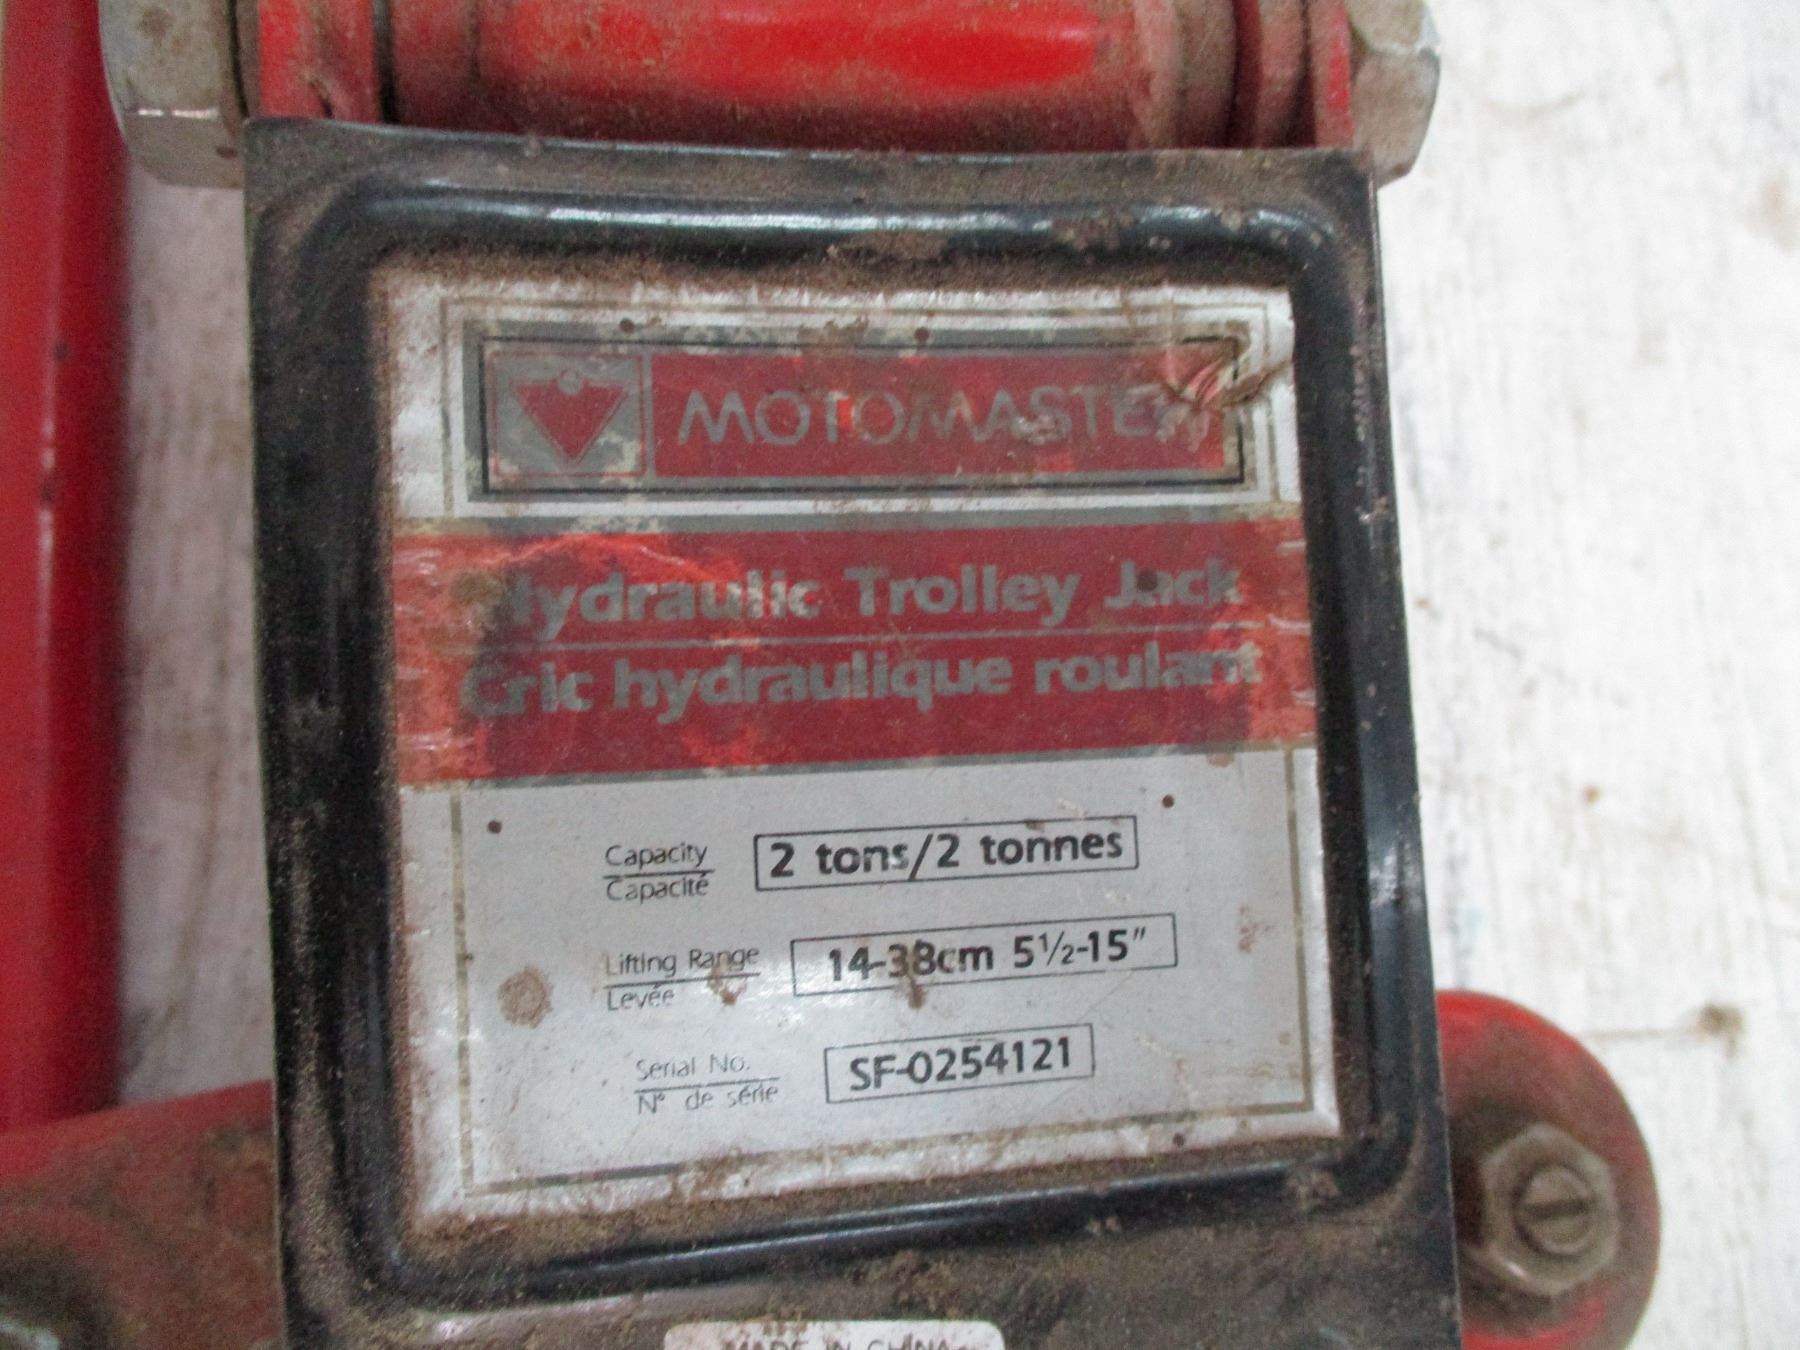 MOTOMASTER
Hydraulic Trolley Jack
Cric hydraulique roulant
Capacity
Capacité
2 tons/2 tonnes
Lifting Range
Levée
14-38cm 5½-15"
Serial No.
N° de série
SF-0254121
MADE IN CHINA